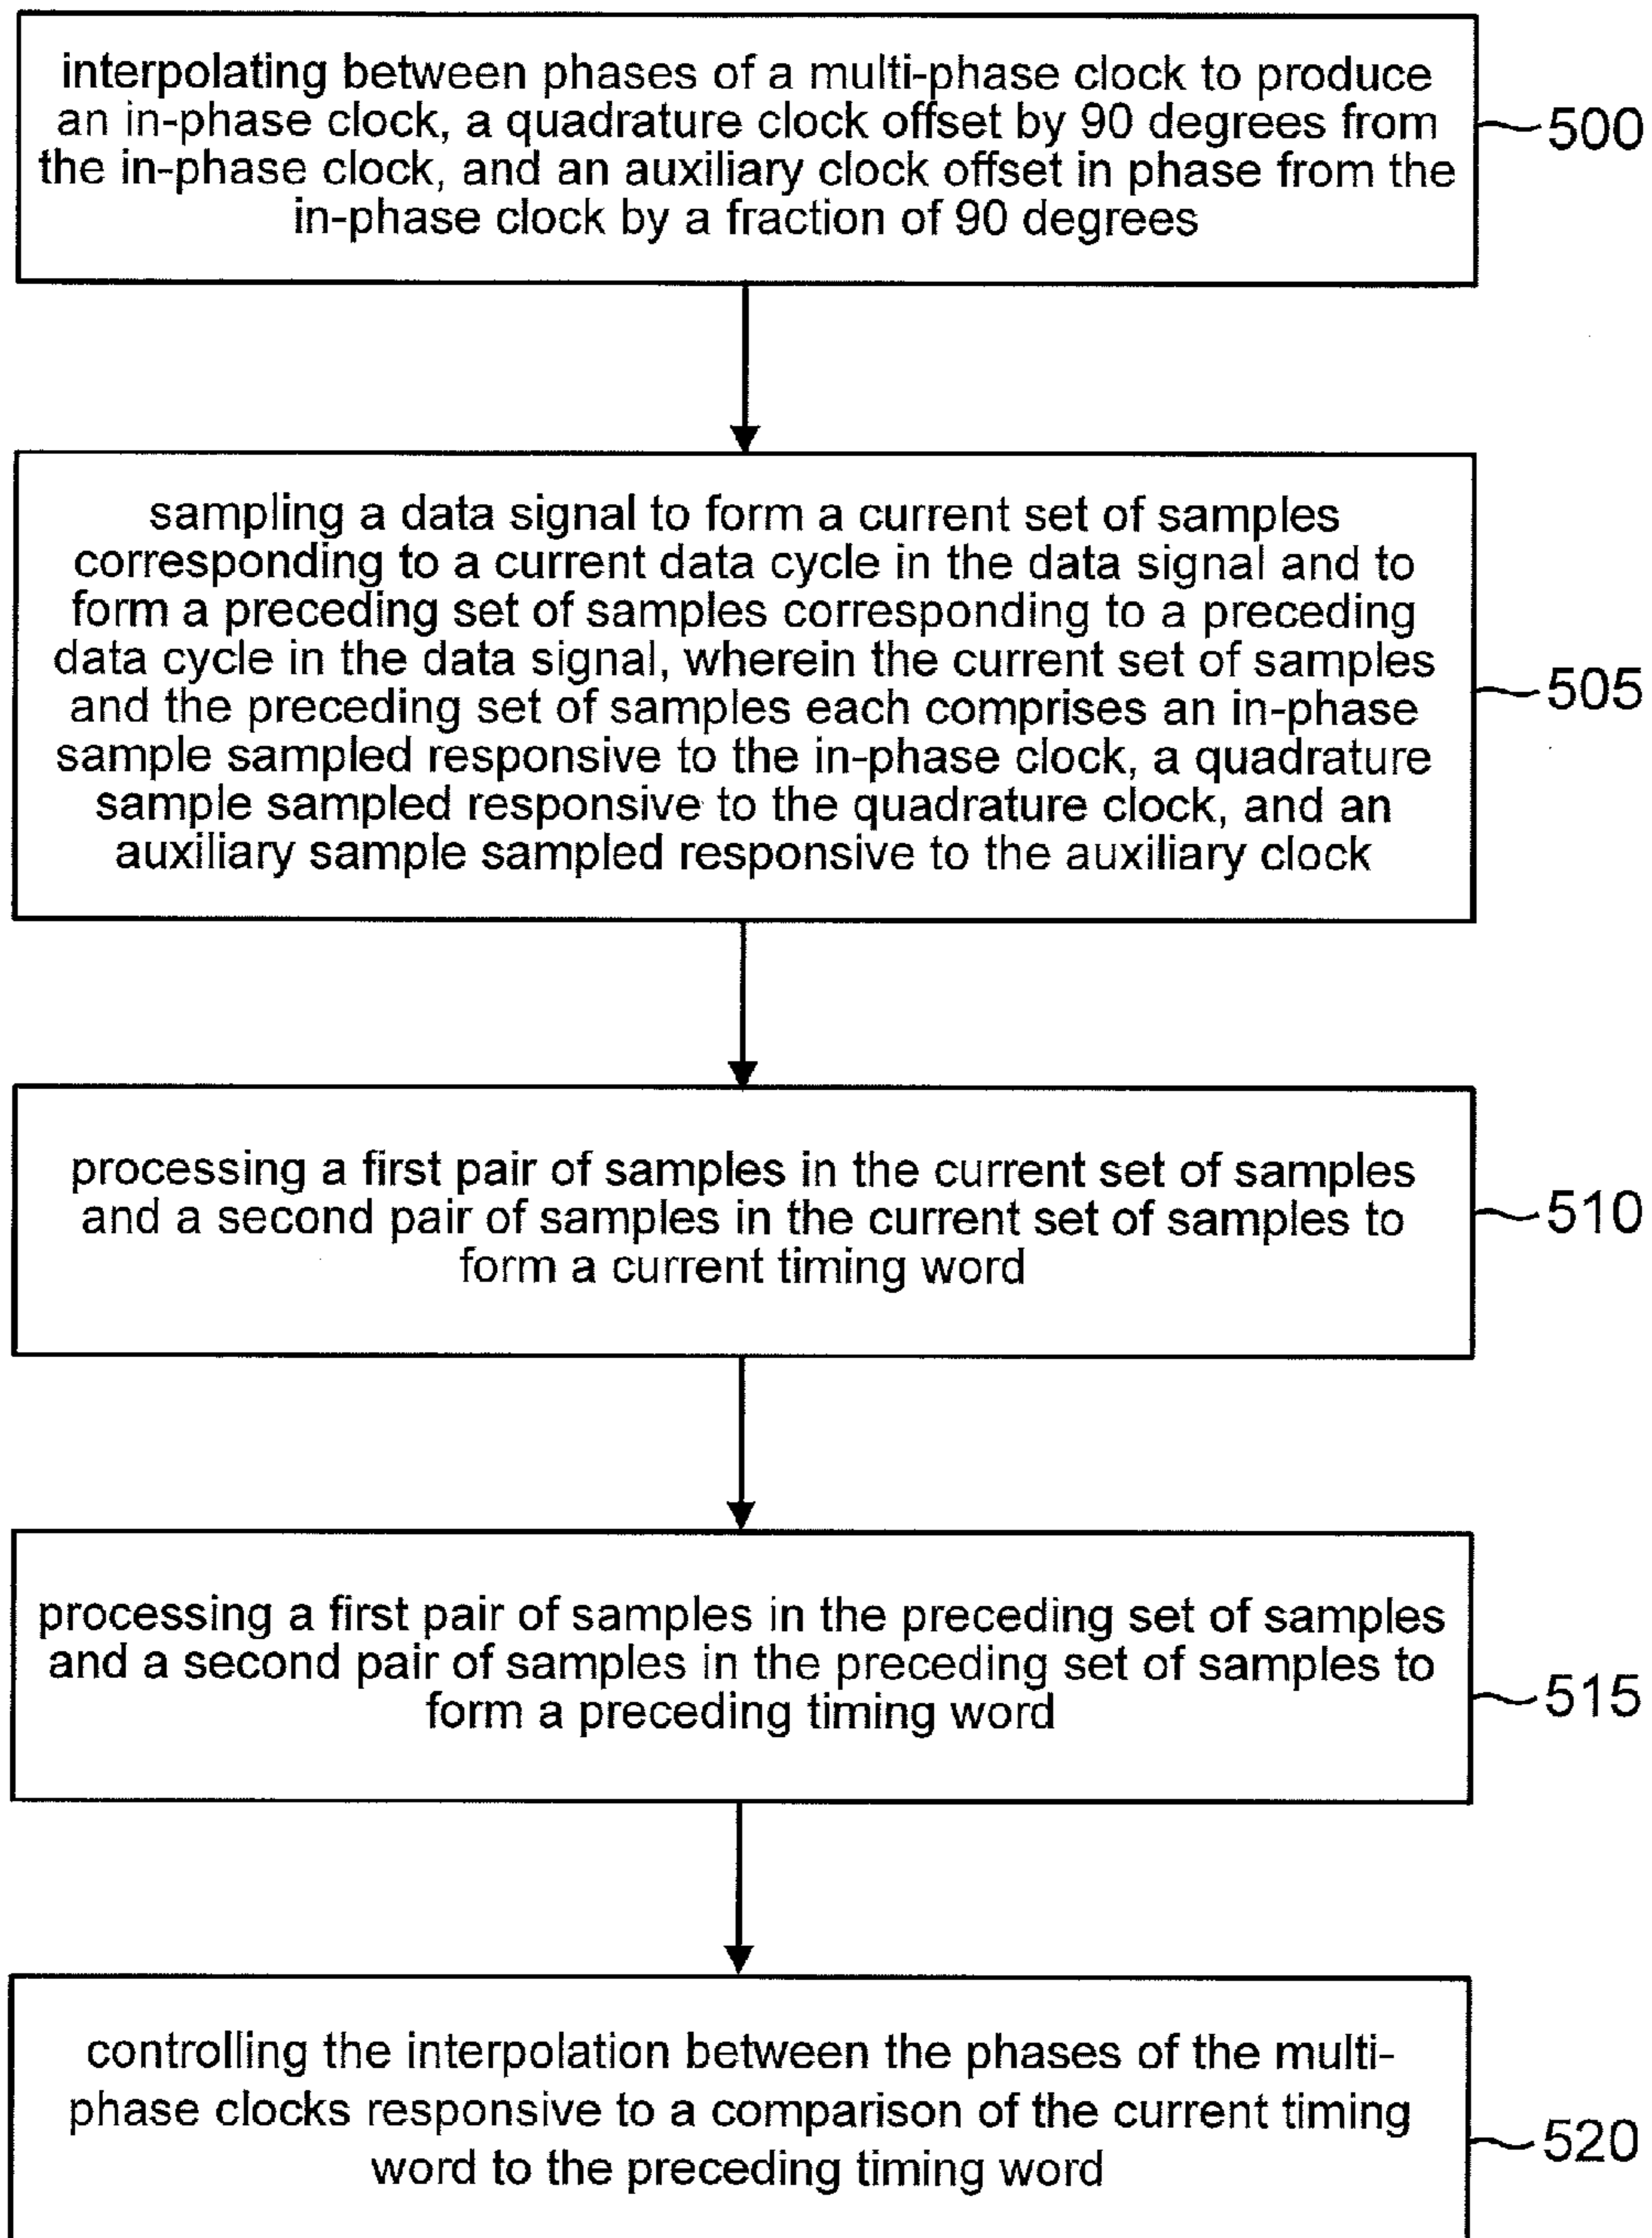 interpolating between phases of a multi-phase clock to produce
an in-phase clock, a quadrature clock offset by 90 degrees from
the in-phase clock, and an auxiliary clock offset in phase from the
in-phase clock by a fraction of 90 degrees
500
sampling a data signal to form a current set of samples
corresponding to a current data cycle in the data signal and to
form a preceding set of samples corresponding to a preceding
data cycle in the data signal, wherein the current set of samples
and the preceding set of samples each comprises an in-phase
sample sampled responsive to the in-phase clock, a quadrature
sample sampled responsive to the quadrature clock, and an
auxiliary sample sampled responsive to the auxiliary clock
505
processing a first pair of samples in the current set of samples
and a second pair of samples in the current set of samples to
form a current timing word
510
processing a first pair of samples in the preceding set of samples
and a second pair of samples in the preceding set of samples to
form a preceding timing word
515
controlling the interpolation between the phases of the multi-
phase clocks responsive to a comparison of the current timing
word to the preceding timing word
520